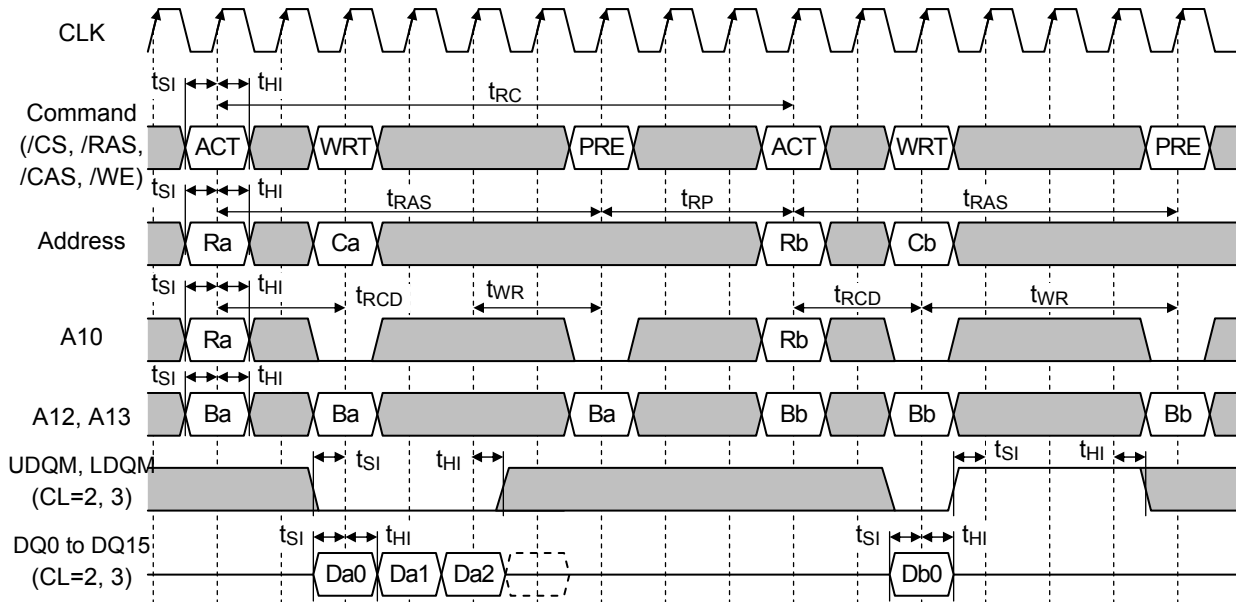 CLK
tSI tHI tRC
Command
(/CS, /RAS,
/CAS, /WE)
ACT WRT PRE ACT WRT PRE
tSI tHI
tRAS tRP tRAS
Address Ra Ca Rb Cb
tSI tHI tRCD tWR tRCD tWR
A10 Ra Rb
tSI tHI
A12, A13 Ba Ba Ba Bb Bb Bb
UDQM, LDQM
(CL=2, 3)
tSI tHI tSI tHI
DQ0 to DQ15
(CL=2, 3)
tSI tHI tSI tHI
Da0 Da1 Da2 Db0